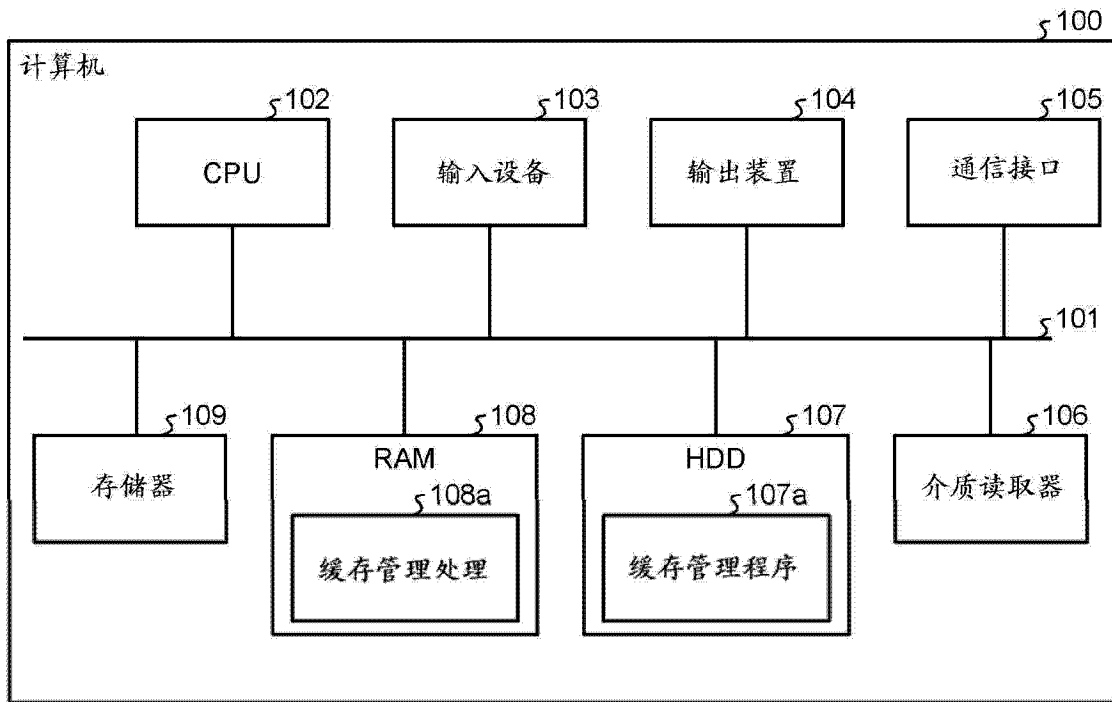 100
计算机
102
103
104
105
CPU
输入设备
输出装置
通信接口
101
109
108
107
106
存储器
RAM
HDD
介质读取器
108a
107a
缓存管理处理
缓存管理程序